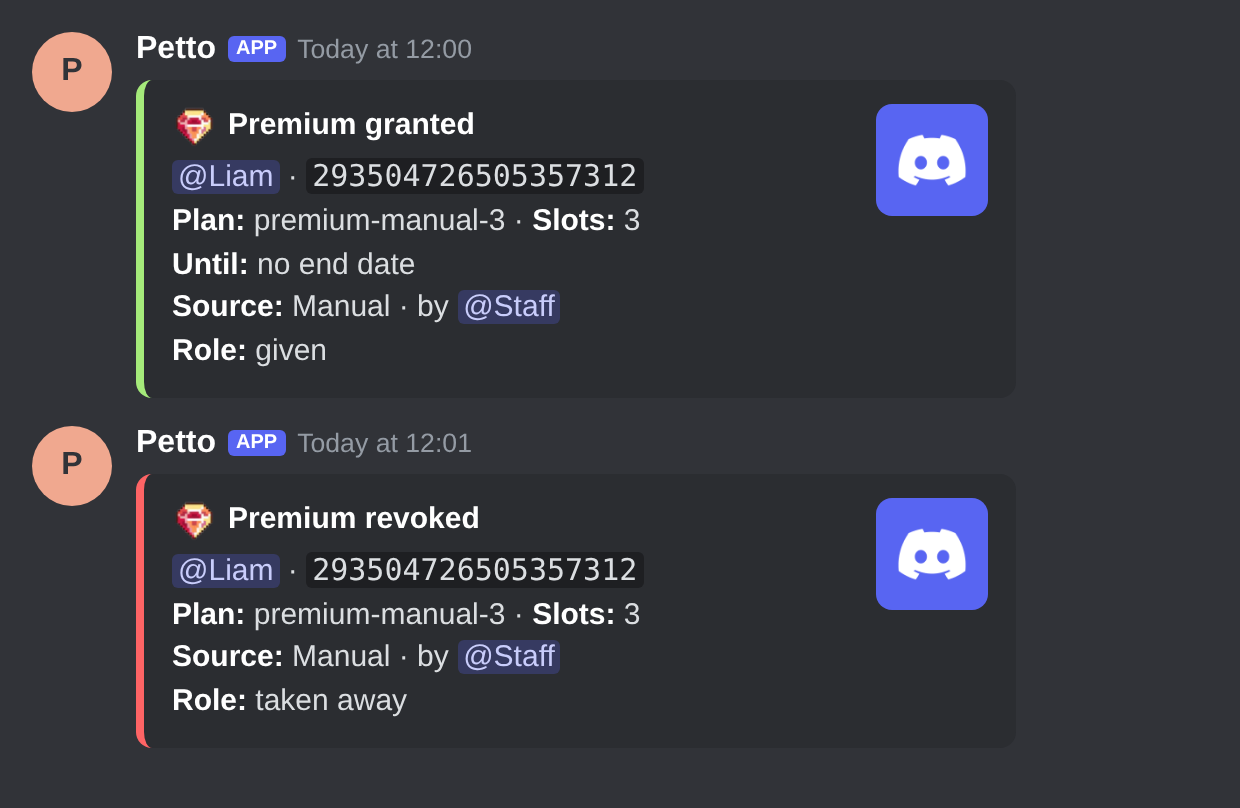 P
Petto APP Today at 12:00
Premium granted
@Liam · 293504726505357312
Plan: premium-manual-3 · Slots: 3
Until: no end date
Source: Manual · by @Staff
Role: given
P
Petto APP Today at 12:01
Premium revoked
@Liam · 293504726505357312
Plan: premium-manual-3 · Slots: 3
Source: Manual · by @Staff
Role: taken away